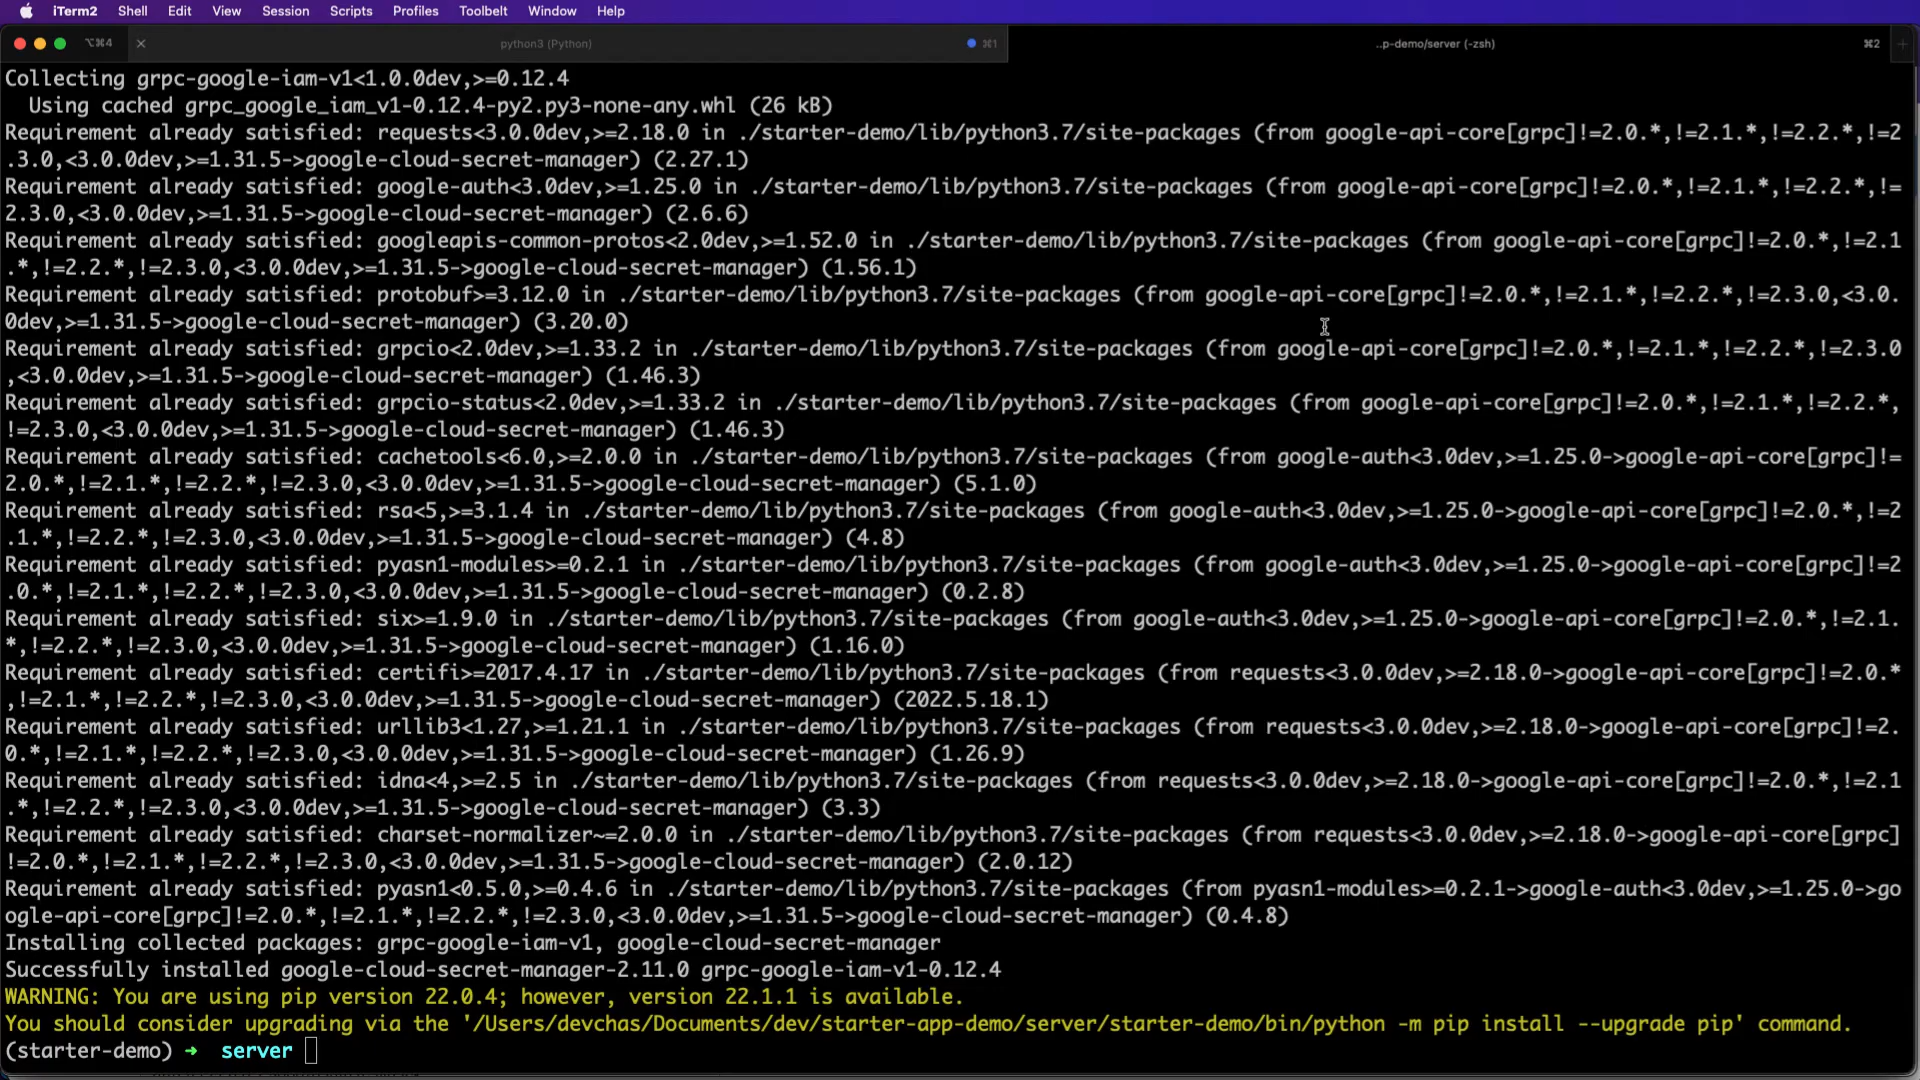 iTerm2 Shell Edit View Session Scripts Profiles Toolbelt Window Help
⌥⌘4 python3 (Python) ⌘1 ..p-demo/server (-zsh) ⌘2
Collecting grpc-google-iam-v1<1.0.0dev,>=0.12.4
Using cached grpc_google_iam_v1-0.12.4-py2.py3-none-any.whl (26 kB)
Requirement already satisfied: requests<3.0.0dev,>=2.18.0 in ./starter-demo/lib/python3.7/site-packages (from google-api-core[grpc]!=2.0.*,!=2.1.*,!=2.2.*,!=2
.3.0,<3.0.0dev,>=1.31.5->google-cloud-secret-manager) (2.27.1)
Requirement already satisfied: google-auth<3.0dev,>=1.25.0 in ./starter-demo/lib/python3.7/site-packages (from google-api-core[grpc]!=2.0.*,!=2.1.*,!=2.2.*,!=
2.3.0,<3.0.0dev,>=1.31.5->google-cloud-secret-manager) (2.6.6)
Requirement already satisfied: googleapis-common-protos<2.0dev,>=1.52.0 in ./starter-demo/lib/python3.7/site-packages (from google-api-core[grpc]!=2.0.*,!=2.1
.*,!=2.2.*,!=2.3.0,<3.0.0dev,>=1.31.5->google-cloud-secret-manager) (1.56.1)
Requirement already satisfied: protobuf>=3.12.0 in ./starter-demo/lib/python3.7/site-packages (from google-api-core[grpc]!=2.0.*,!=2.1.*,!=2.2.*,!=2.3.0,<3.0.
0dev,>=1.31.5->google-cloud-secret-manager) (3.20.0)
Requirement already satisfied: grpcio<2.0dev,>=1.33.2 in ./starter-demo/lib/python3.7/site-packages (from google-api-core[grpc]!=2.0.*,!=2.1.*,!=2.2.*,!=2.3.0
,<3.0.0dev,>=1.31.5->google-cloud-secret-manager) (1.46.3)
Requirement already satisfied: grpcio-status<2.0dev,>=1.33.2 in ./starter-demo/lib/python3.7/site-packages (from google-api-core[grpc]!=2.0.*,!=2.1.*,!=2.2.*,
!=2.3.0,<3.0.0dev,>=1.31.5->google-cloud-secret-manager) (1.46.3)
Requirement already satisfied: cachetools<6.0,>=2.0.0 in ./starter-demo/lib/python3.7/site-packages (from google-auth<3.0dev,>=1.25.0->google-api-core[grpc]!=
2.0.*,!=2.1.*,!=2.2.*,!=2.3.0,<3.0.0dev,>=1.31.5->google-cloud-secret-manager) (5.1.0)
Requirement already satisfied: rsa<5,>=3.1.4 in ./starter-demo/lib/python3.7/site-packages (from google-auth<3.0dev,>=1.25.0->google-api-core[grpc]!=2.0.*,!=2
.1.*,!=2.2.*,!=2.3.0,<3.0.0dev,>=1.31.5->google-cloud-secret-manager) (4.8)
Requirement already satisfied: pyasn1-modules>=0.2.1 in ./starter-demo/lib/python3.7/site-packages (from google-auth<3.0dev,>=1.25.0->google-api-core[grpc]!=2
.0.*,!=2.1.*,!=2.2.*,!=2.3.0,<3.0.0dev,>=1.31.5->google-cloud-secret-manager) (0.2.8)
Requirement already satisfied: six>=1.9.0 in ./starter-demo/lib/python3.7/site-packages (from google-auth<3.0dev,>=1.25.0->google-api-core[grpc]!=2.0.*,!=2.1.
*,!=2.2.*,!=2.3.0,<3.0.0dev,>=1.31.5->google-cloud-secret-manager) (1.16.0)
Requirement already satisfied: certifi>=2017.4.17 in ./starter-demo/lib/python3.7/site-packages (from requests<3.0.0dev,>=2.18.0->google-api-core[grpc]!=2.0.*
,!=2.1.*,!=2.2.*,!=2.3.0,<3.0.0dev,>=1.31.5->google-cloud-secret-manager) (2022.5.18.1)
Requirement already satisfied: urllib3<1.27,>=1.21.1 in ./starter-demo/lib/python3.7/site-packages (from requests<3.0.0dev,>=2.18.0->google-api-core[grpc]!=2.
0.*,!=2.1.*,!=2.2.*,!=2.3.0,<3.0.0dev,>=1.31.5->google-cloud-secret-manager) (1.26.9)
Requirement already satisfied: idna<4,>=2.5 in ./starter-demo/lib/python3.7/site-packages (from requests<3.0.0dev,>=2.18.0->google-api-core[grpc]!=2.0.*,!=2.1
.*,!=2.2.*,!=2.3.0,<3.0.0dev,>=1.31.5->google-cloud-secret-manager) (3.3)
Requirement already satisfied: charset-normalizer~=2.0.0 in ./starter-demo/lib/python3.7/site-packages (from requests<3.0.0dev,>=2.18.0->google-api-core[grpc]
!=2.0.*,!=2.1.*,!=2.2.*,!=2.3.0,<3.0.0dev,>=1.31.5->google-cloud-secret-manager) (2.0.12)
Requirement already satisfied: pyasn1<0.5.0,>=0.4.6 in ./starter-demo/lib/python3.7/site-packages (from pyasn1-modules>=0.2.1->google-auth<3.0dev,>=1.25.0->go
ogle-api-core[grpc]!=2.0.*,!=2.1.*,!=2.2.*,!=2.3.0,<3.0.0dev,>=1.31.5->google-cloud-secret-manager) (0.4.8)
Installing collected packages: grpc-google-iam-v1, google-cloud-secret-manager
Successfully installed google-cloud-secret-manager-2.11.0 grpc-google-iam-v1-0.12.4
WARNING: You are using pip version 22.0.4; however, version 22.1.1 is available.
You should consider upgrading via the '/Users/devchas/Documents/dev/starter-app-demo/server/starter-demo/bin/python -m pip install --upgrade pip' command.
(starter-demo) ➜ server